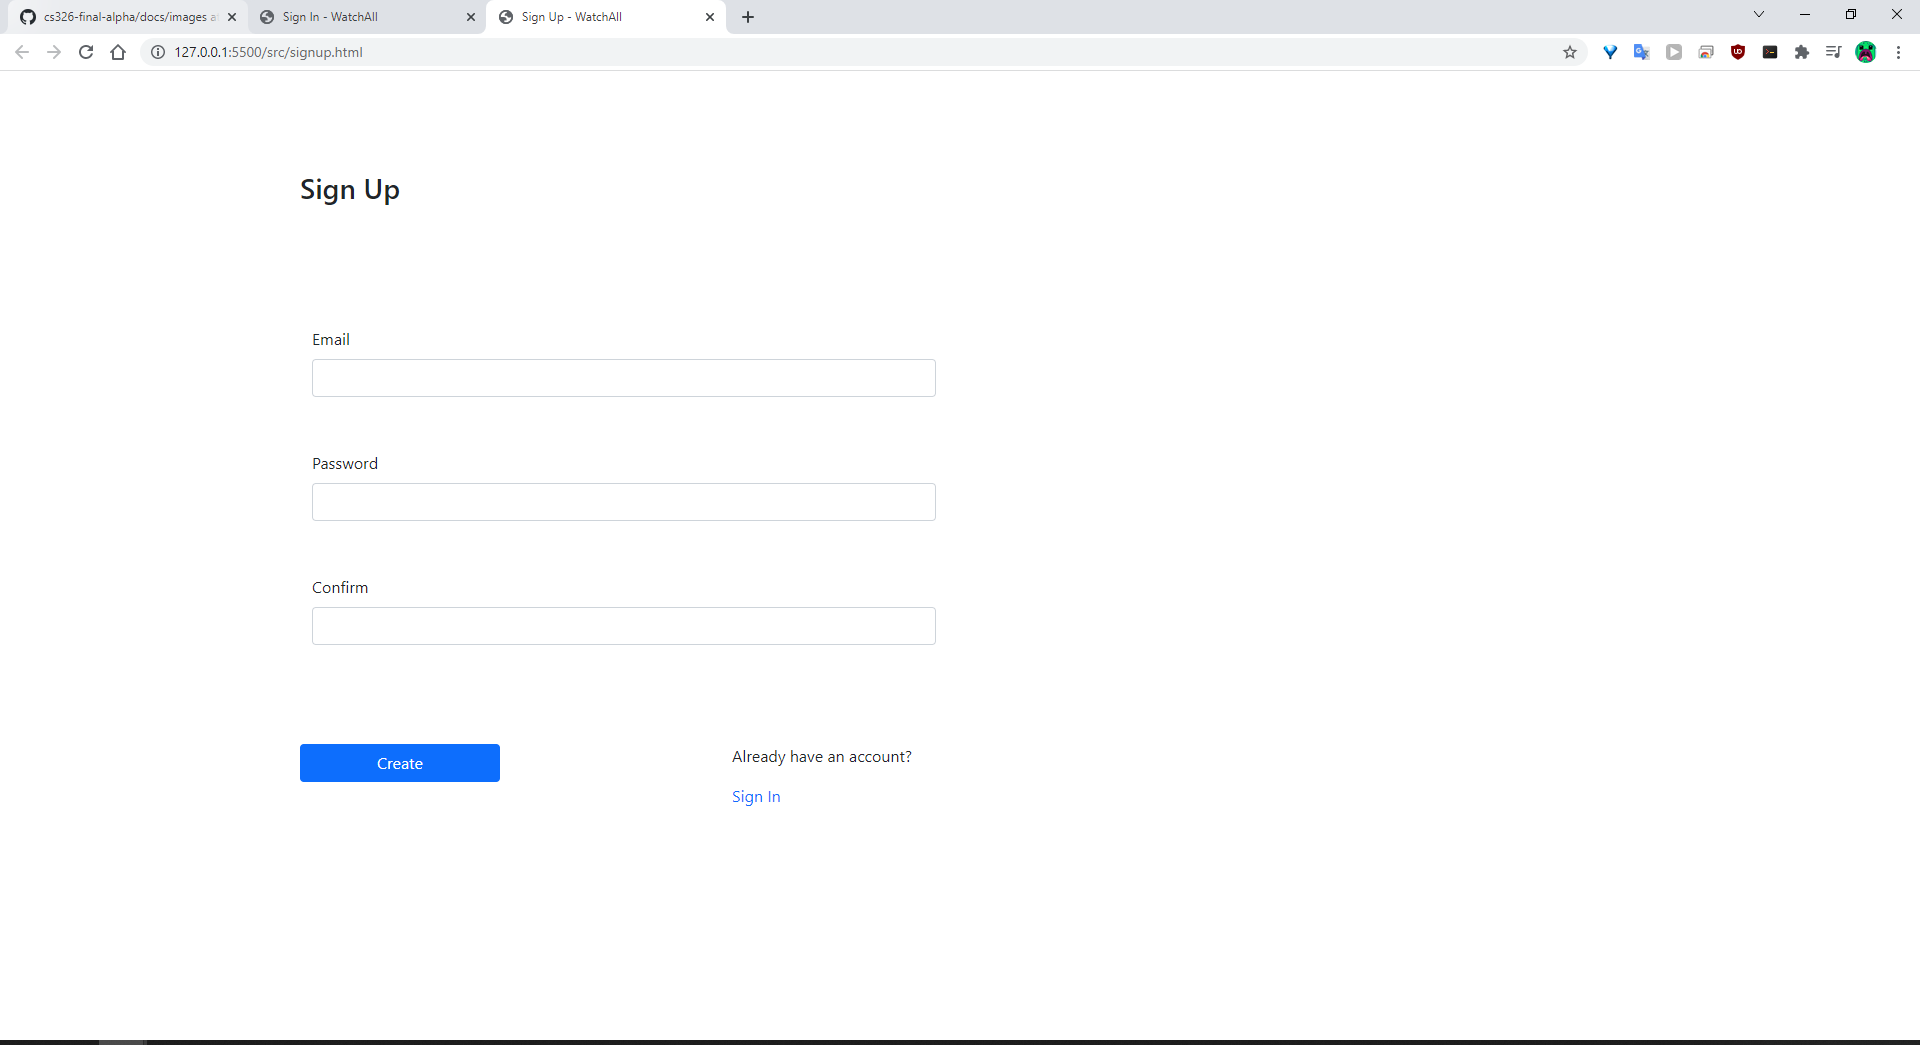 cs326-final-alpha/docs/images
Sign In - WatchAll
Sign Up - WatchAll
127.0.0.1:5500/src/signup.html
Sign Up
Email
Password
Confirm
Create
Already have an account?
Sign In